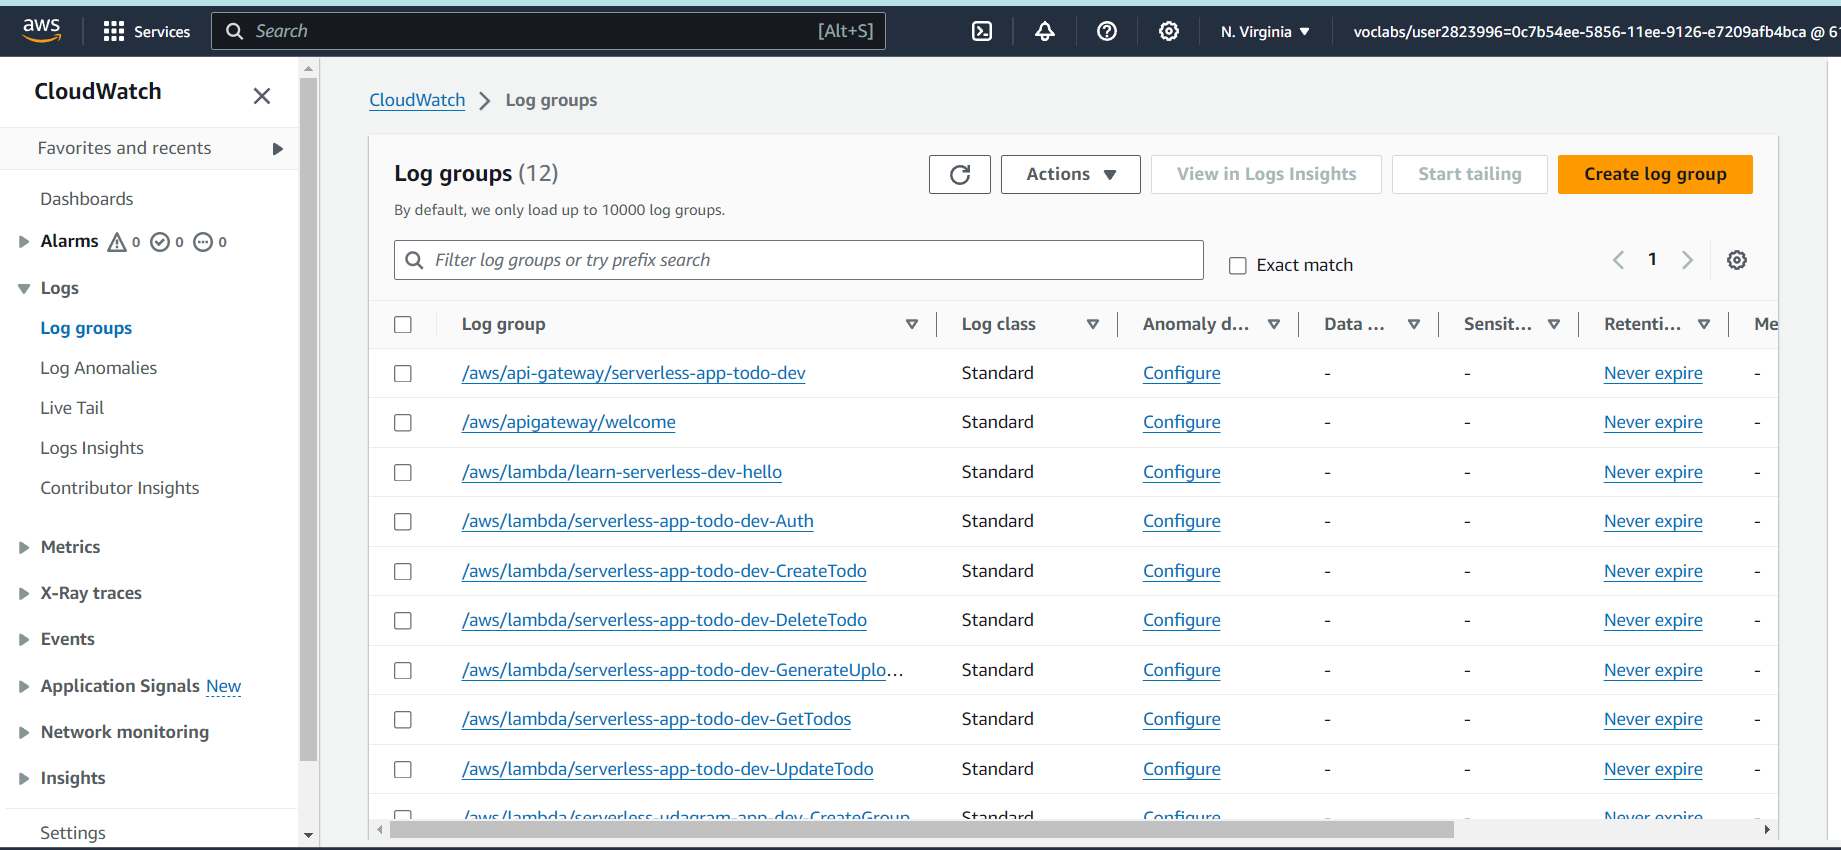 aws Services Search [Alt+S] N. Virginia voclabs/user2823996=0c7b54ee-5856-11ee-9126-e7209afb4bca @ 61
CloudWatch
Favorites and recents
Dashboards
Alarms 0 0 0
Logs
Log groups
Log Anomalies
Live Tail
Logs Insights
Contributor Insights
Metrics
X-Ray traces
Events
Application Signals New
Network monitoring
Insights
Settings
CloudWatch > Log groups
Log groups (12)
Actions View in Logs Insights Start tailing Create log group
By default, we only load up to 10000 log groups.
Filter log groups or try prefix search Exact match 1
Log group Log class Anomaly d... Data ... Sensit... Retenti... Me
/aws/api-gateway/serverless-app-todo-dev Standard Configure - - Never expire -
/aws/apigateway/welcome Standard Configure - - Never expire -
/aws/lambda/learn-serverless-dev-hello Standard Configure - - Never expire -
/aws/lambda/serverless-app-todo-dev-Auth Standard Configure - - Never expire -
/aws/lambda/serverless-app-todo-dev-CreateTodo Standard Configure - - Never expire -
/aws/lambda/serverless-app-todo-dev-DeleteTodo Standard Configure - - Never expire -
/aws/lambda/serverless-app-todo-dev-GenerateUplo... Standard Configure - - Never expire -
/aws/lambda/serverless-app-todo-dev-GetTodos Standard Configure - - Never expire -
/aws/lambda/serverless-app-todo-dev-UpdateTodo Standard Configure - - Never expire -
/aws/lambda/serverless-udagram-app-dev-CreateGroup Standard Configure - - Never expire -